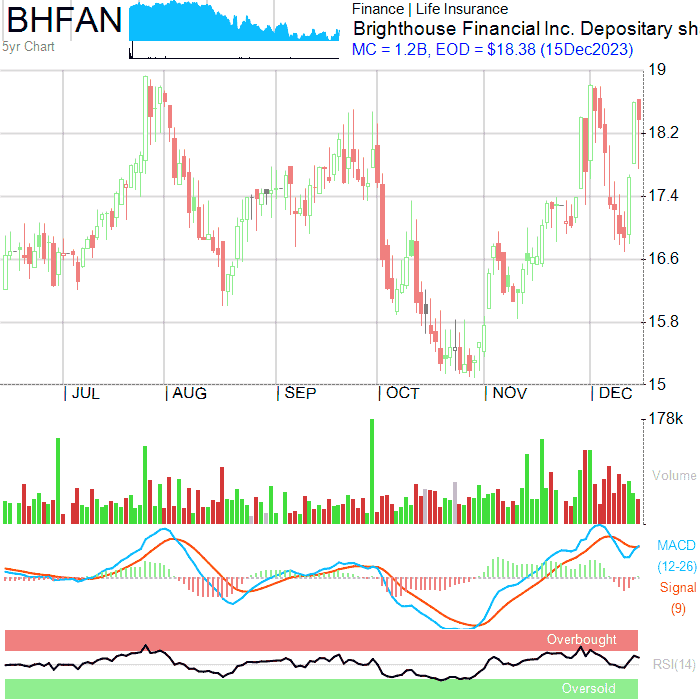 BHFAN
5yr Chart
Finance | Life Insurance
Brighthouse Financial Inc. Depositary sh
MC = 1.2B, EOD = $18.38 (15Dec2023)
19
18.2
17.4
16.6
15.8
15
JUL AUG SEP OCT NOV DEC
178k
Volume
MACD
(12-26)
Signal
(9)
Overbought
RSI(14)
Oversold